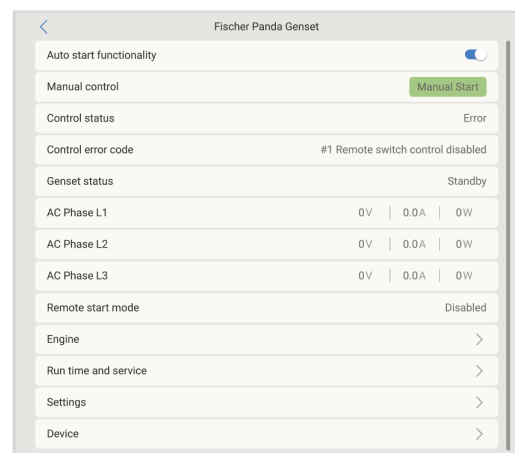 Fischer Panda Genset
Auto start functionality
Manual control Manual Start
Control status Error
Control error code #1 Remote switch control disabled
Genset status Standby
AC Phase L1 0V 0.0A 0W
AC Phase L2 0V 0.0A 0W
AC Phase L3 0V 0.0A 0W
Remote start mode Disabled
Engine
Run time and service
Settings
Device